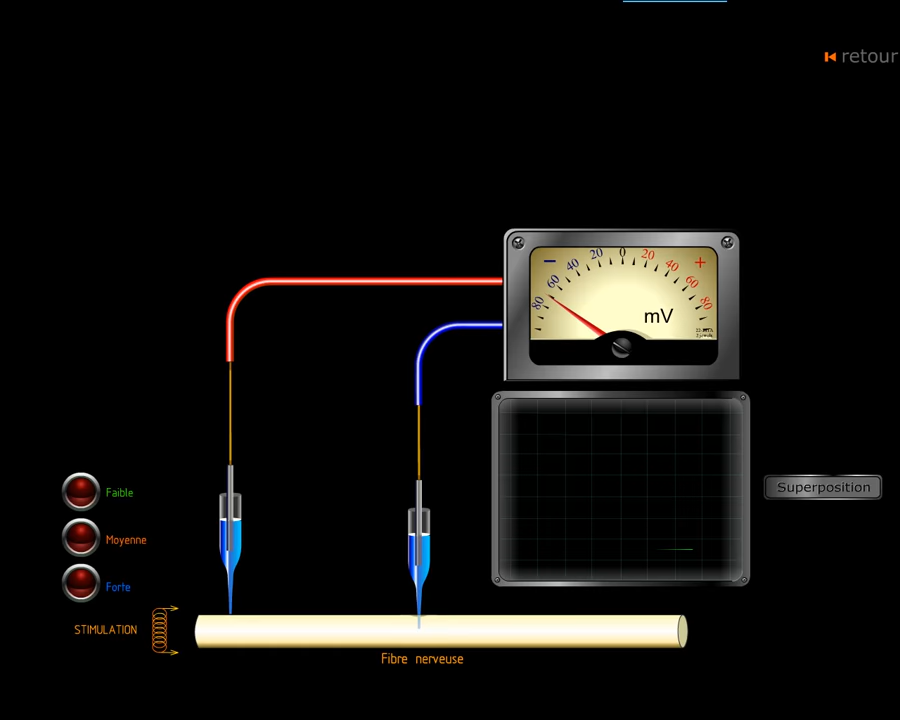 retour
80 60 40 20 0 20 40 60 80
− +
mV
Superposition
Faible
Moyenne
Forte
STIMULATION
Fibre nerveuse